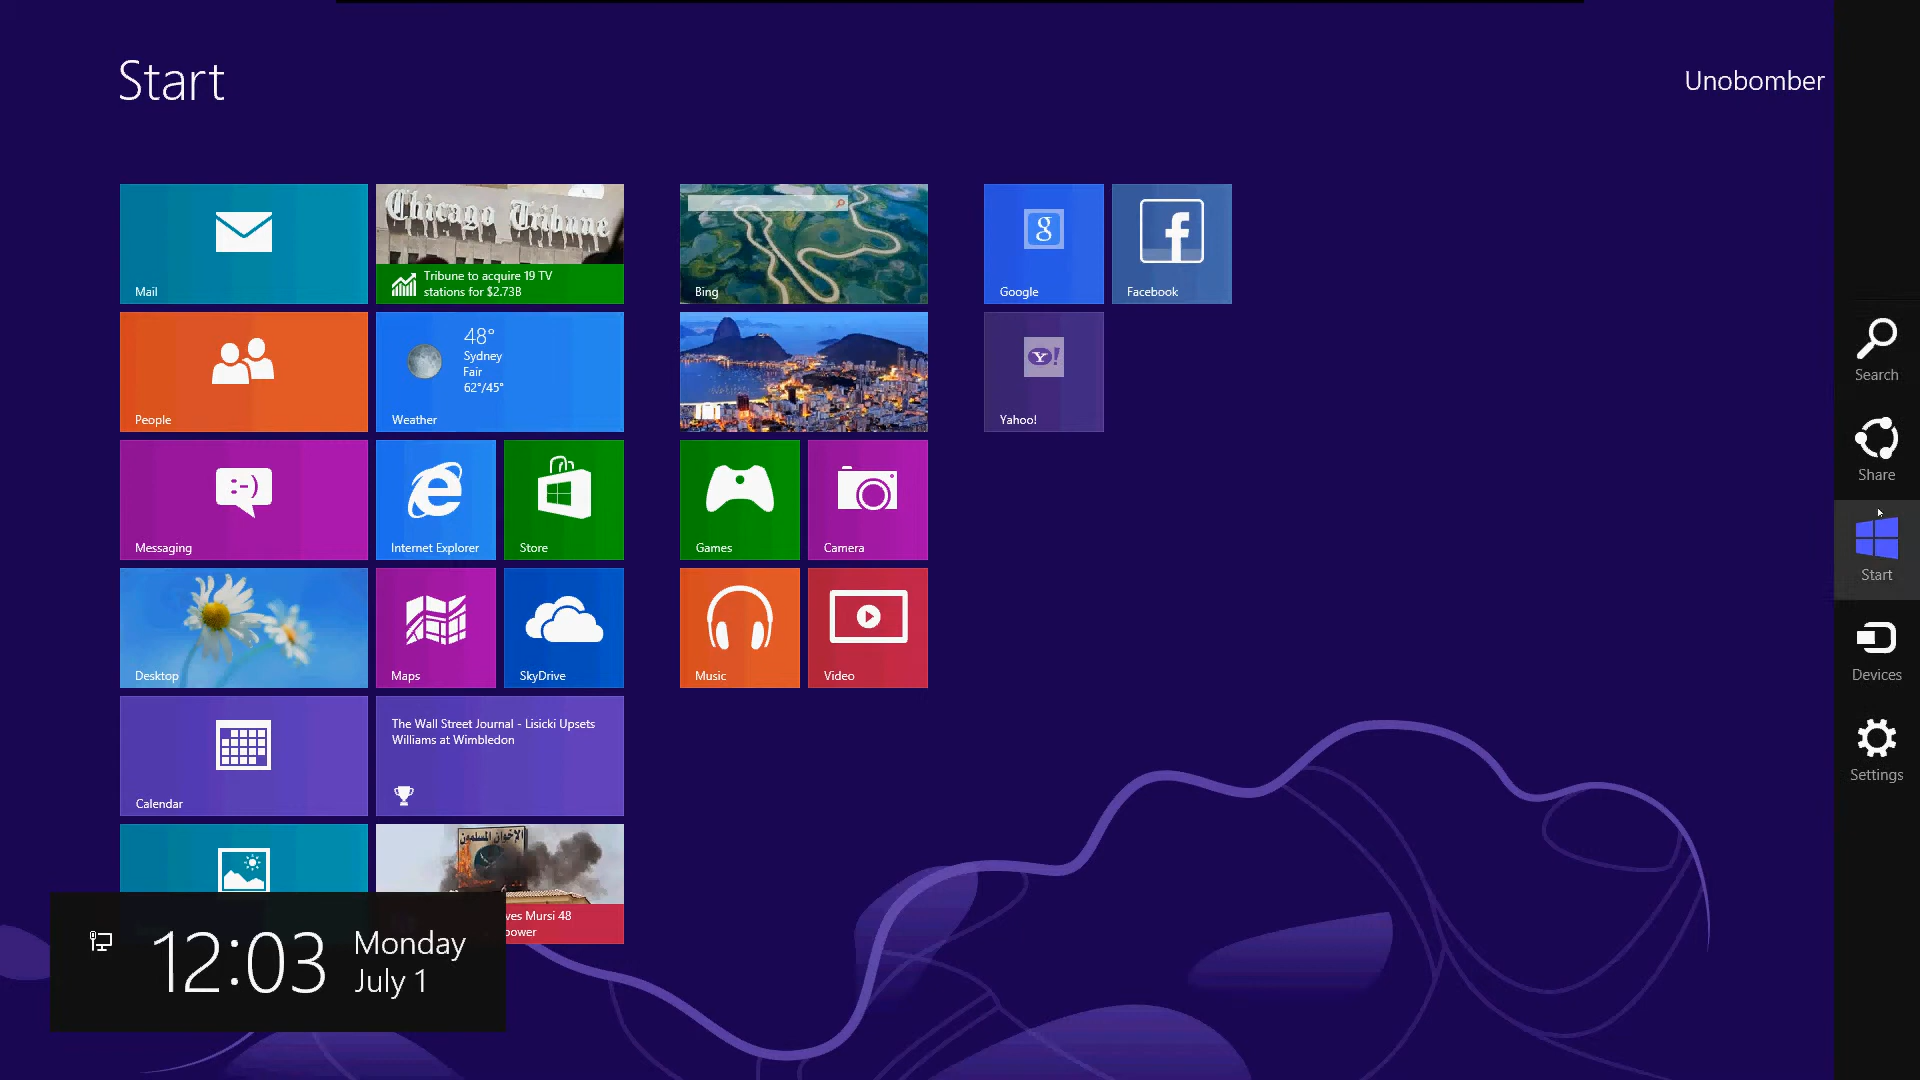 Start
Unobomber
Mail
Chicago Tribune
Tribune to acquire 19 TV
stations for $2.73B
People
48°
Sydney
Fair
62°/45°
Weather
Messaging
:-)
Internet Explorer
Store
Desktop
Maps
SkyDrive
Calendar
The Wall Street Journal - Lisicki Upsets
Williams at Wimbledon
الإخوان المسلمون
ves Mursi 48
power
Bing
Games
Camera
Music
Video
g
Google
f
Facebook
Y!
Yahoo!
Search
Share
Start
Devices
Settings
12:03
Monday
July 1